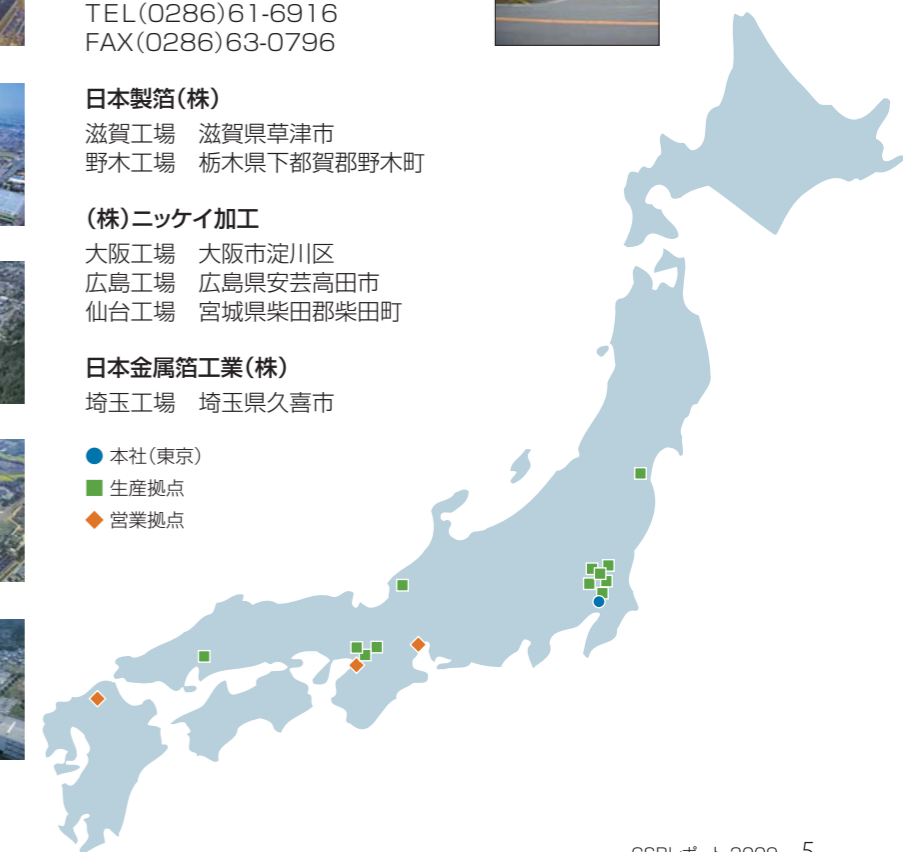 TEL(0286)61-6916
FAX(0286)63-0796
日本製箔(株)
滋賀工場　滋賀県草津市
野木工場　栃木県下都賀郡野木町
(株)ニッケイ加工
大阪工場　大阪市淀川区
広島工場　広島県安芸高田市
仙台工場　宮城県柴田郡柴田町
日本金属箔工業(株)
埼玉工場　埼玉県久喜市
本社(東京)
生産拠点
営業拠点
5